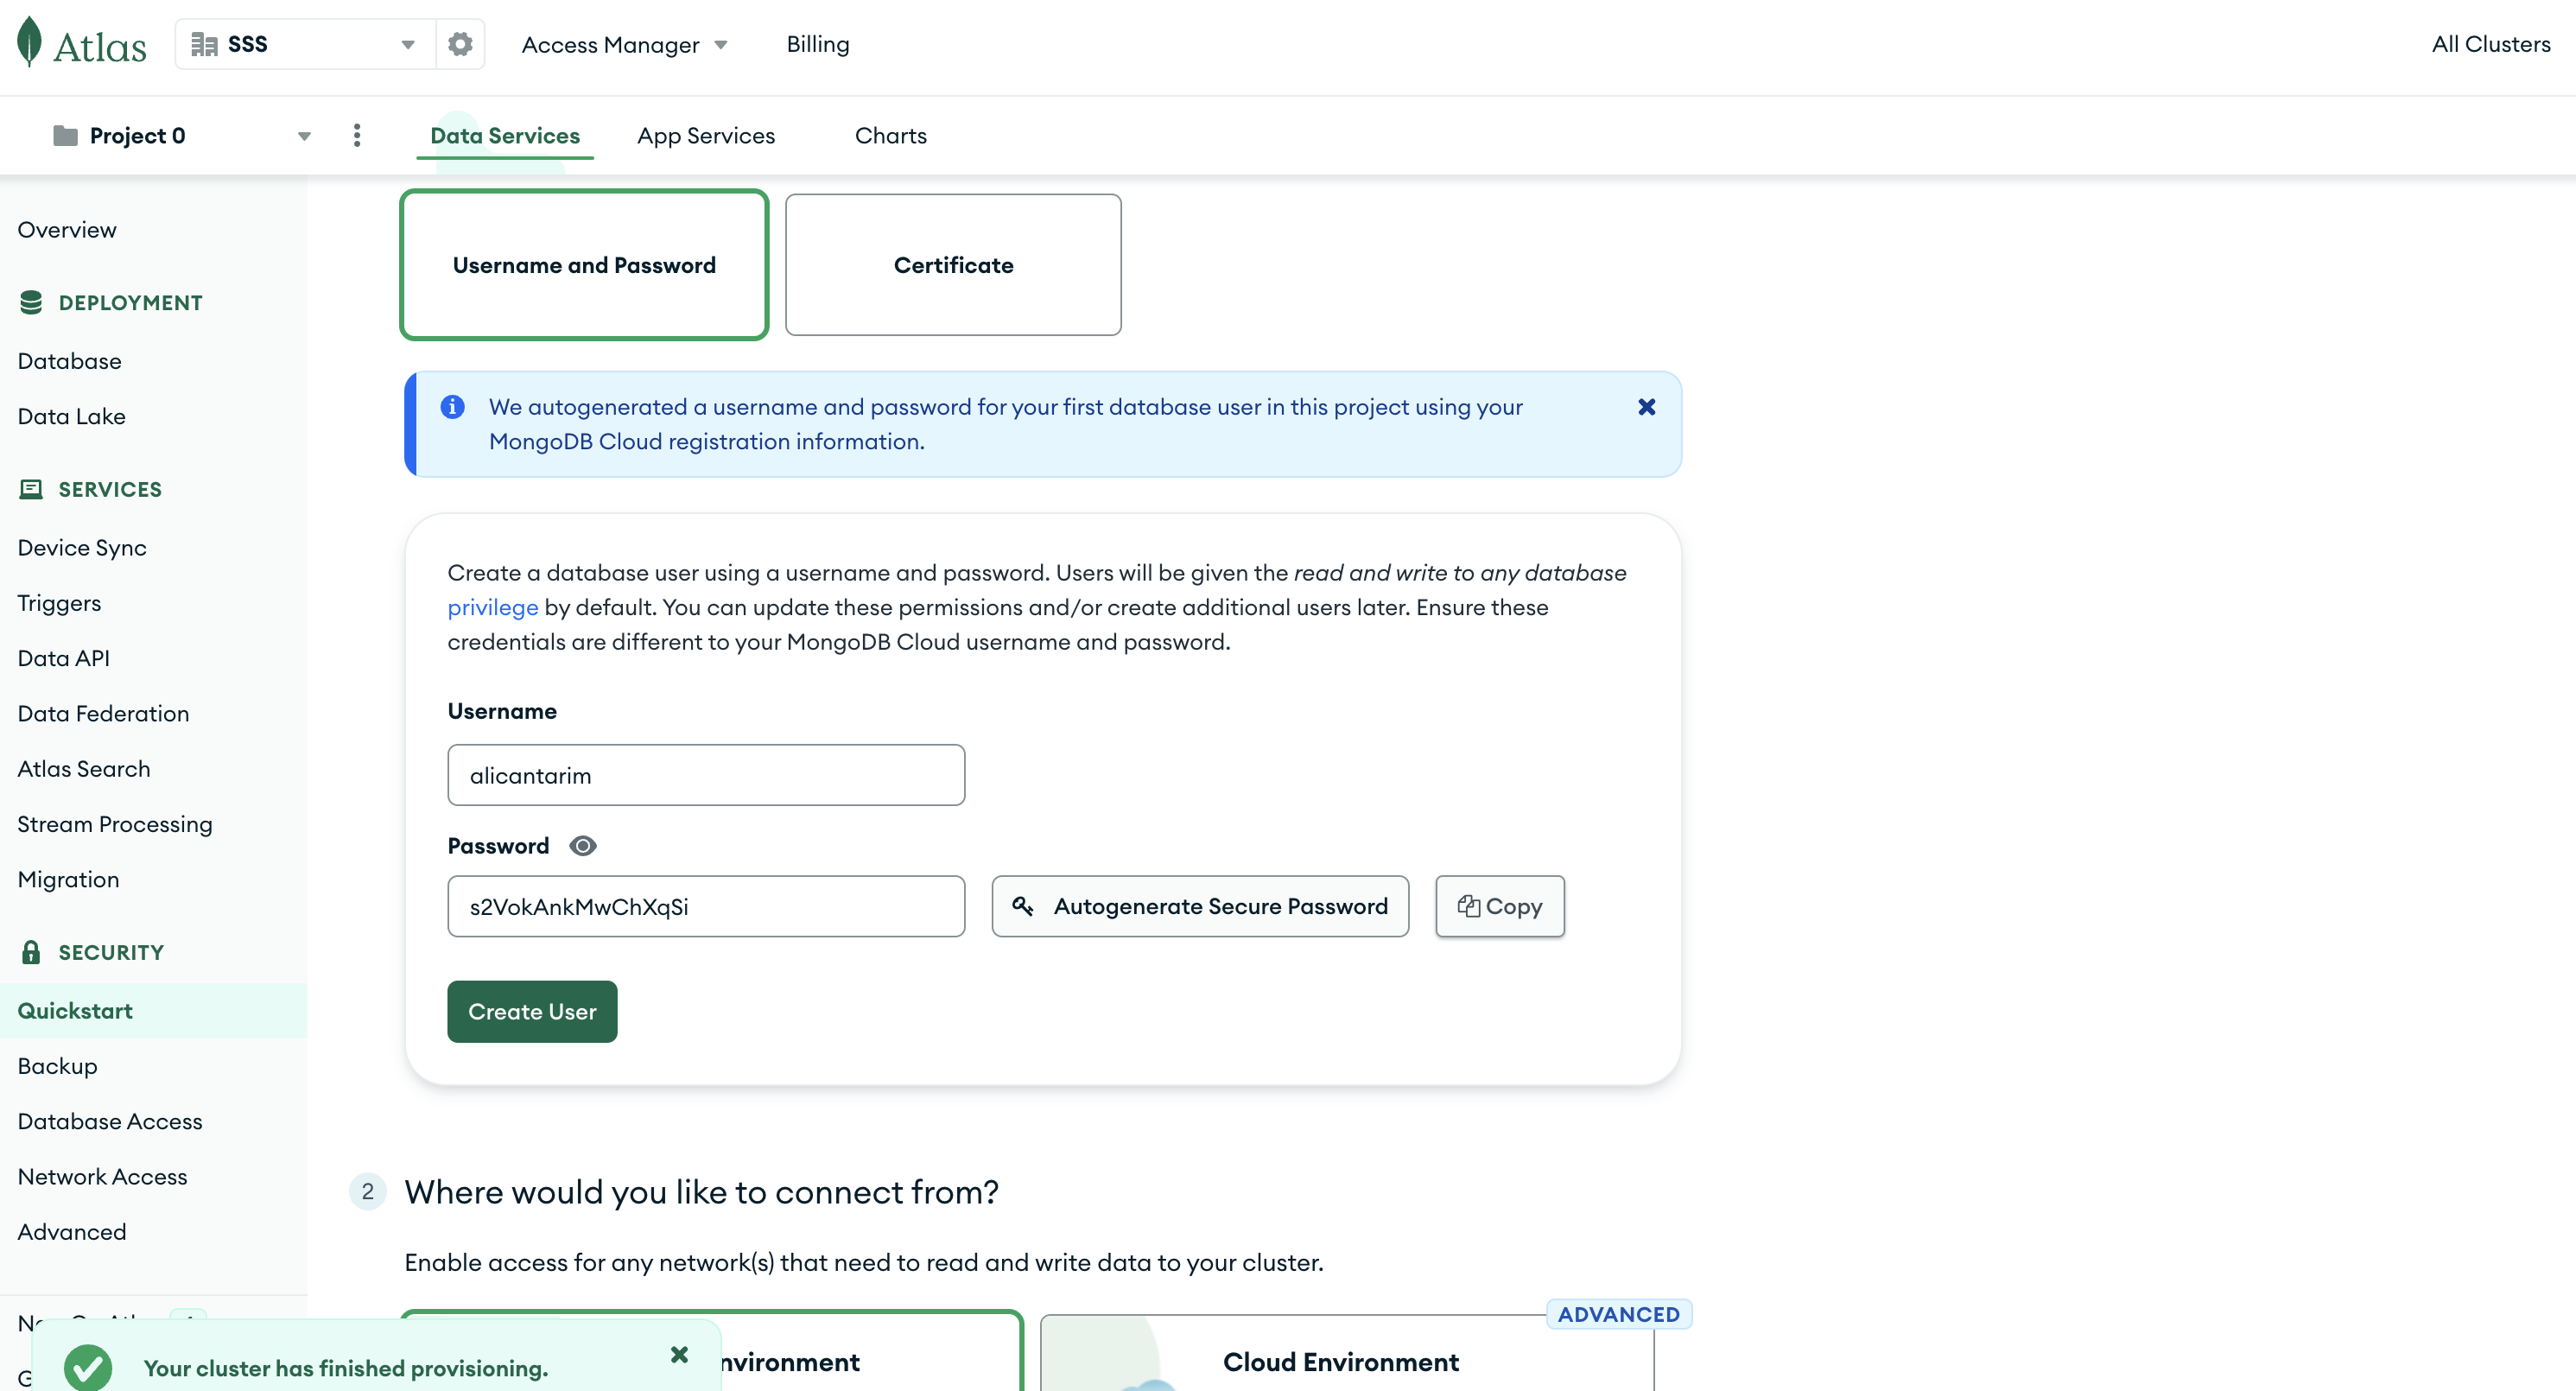 Atlas
SSS
Access Manager
Billing
All Clusters
Project 0
Data Services
App Services
Charts
Overview
DEPLOYMENT
Database
Data Lake
SERVICES
Device Sync
Triggers
Data API
Data Federation
Atlas Search
Stream Processing
Migration
SECURITY
Quickstart
Backup
Database Access
Network Access
Advanced
Username and Password
Certificate
We autogenerated a username and password for your first database user in this project using your
MongoDB Cloud registration information.
Create a database user using a username and password. Users will be given the read and write to any database
privilege by default. You can update these permissions and/or create additional users later. Ensure these
credentials are different to your MongoDB Cloud username and password.
Username
alicantarim
Password
s2VokAnkMwChXqSi
Autogenerate Secure Password
Copy
Create User
2
Where would you like to connect from?
Enable access for any network(s) that need to read and write data to your cluster.
ADVANCED
Cloud Environment
Your cluster has finished provisioning.